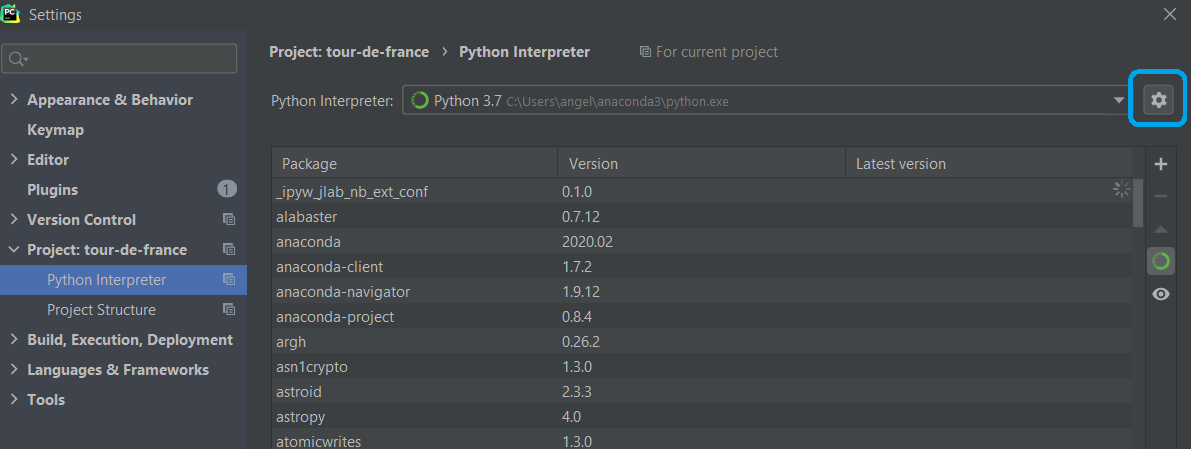 PC
Settings
Project: tour-de-france › Python Interpreter For current project
Appearance & Behavior
Keymap
Editor
Plugins 1
Version Control
Project: tour-de-france
Python Interpreter
Project Structure
Build, Execution, Deployment
Languages & Frameworks
Tools
Python Interpreter: Python 3.7 C:\Users\angel\anaconda3\python.exe
Package Version Latest version
_ipyw_jlab_nb_ext_conf 0.1.0
alabaster 0.7.12
anaconda 2020.02
anaconda-client 1.7.2
anaconda-navigator 1.9.12
anaconda-project 0.8.4
argh 0.26.2
asn1crypto 1.3.0
astroid 2.3.3
astropy 4.0
atomicwrites 1.3.0